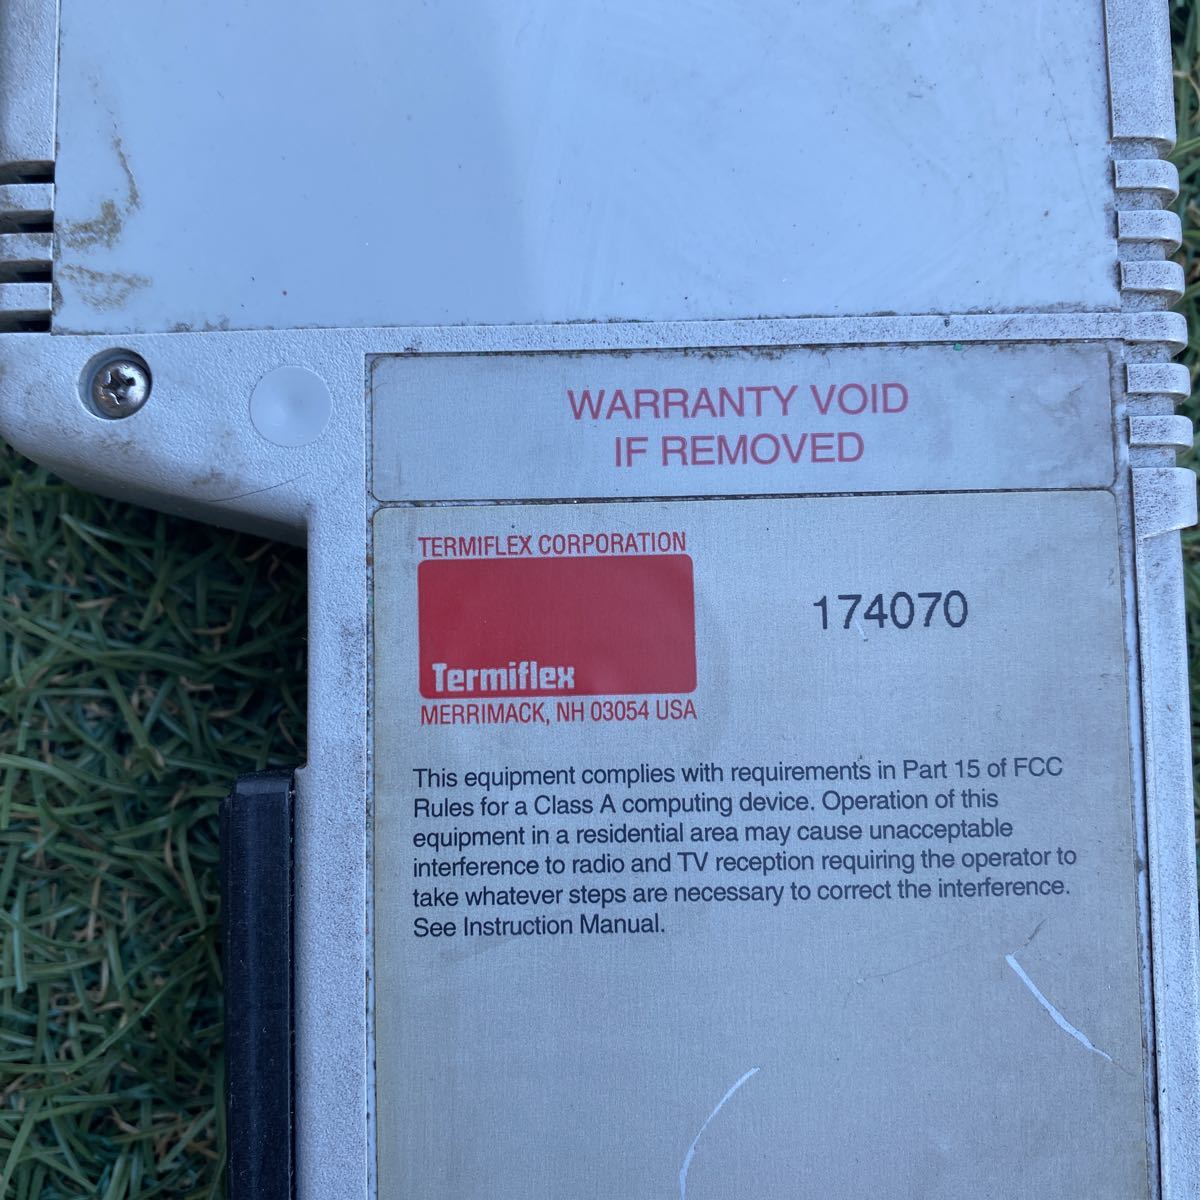 WARRANTY VOID
IF REMOVED
TERMIFLEX CORPORATION
Termiflex
MERRIMACK, NH 03054 USA
174070
This equipment complies with requirements in Part 15 of FCC
Rules for a Class A computing device. Operation of this
equipment in a residential area may cause unacceptable
interference to radio and TV reception requiring the operator to
take whatever steps are necessary to correct the interference.
See Instruction Manual.